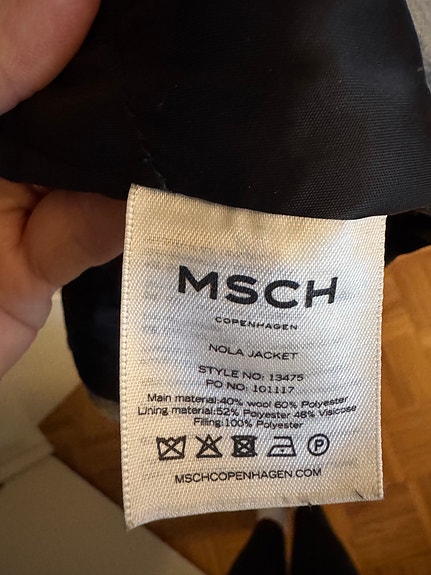 MSCH
COPENHAGEN
NOLA JACKET
STYLE NO: 13475
PO NO: 101117
Main material:40% wool 60% Polyester
Lining material:52% Polyester 48% Viscose
Filling:100% Polyester
P
MSCHCOPENHAGEN.COM